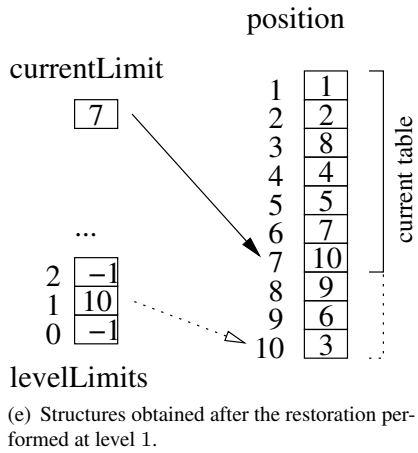 position
currentLimit
7
...
2 −1
1 10
0 −1
levelLimits
1 1
2 2
3 8
4 4
5 5
6 7
7 10
8 9
9 6
10 3
current table
(e) Structures obtained after the restoration per-
formed at level 1.